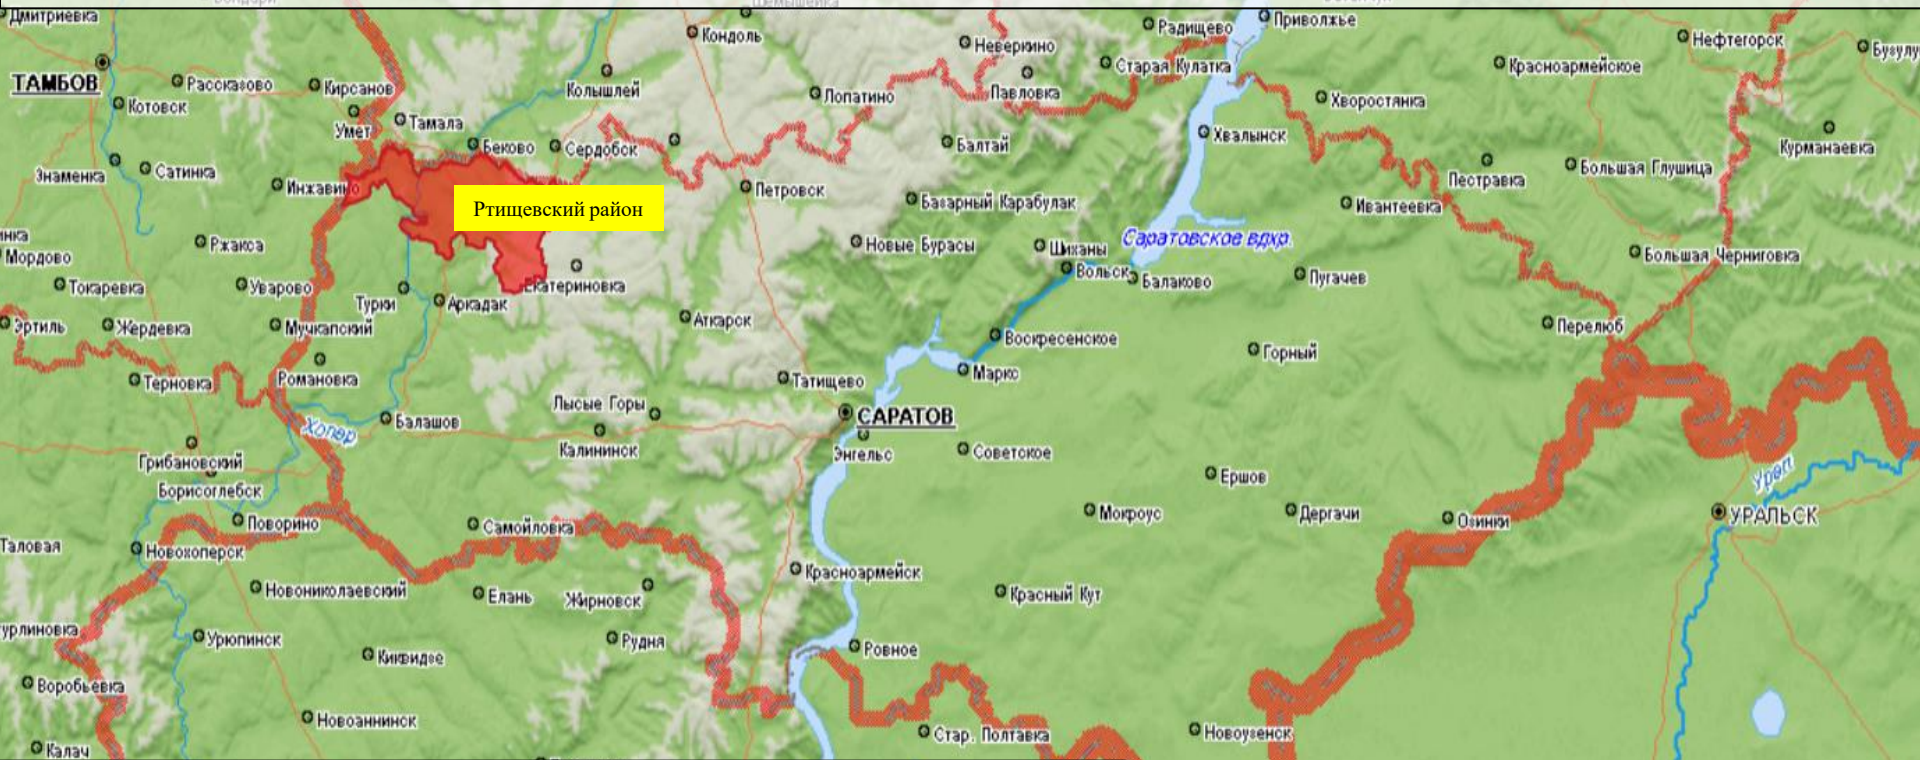 Дмитриевка
Кондоль
Неверкино
Радищево
Приволжье
Нефтегорск
ТАМБОВ
Рассказово
Кирсанов
Колышлей
Лопатино
Павловка
Старая Кулатка
Красноармейское
Котовск
Умет
Тамала
Хворостянка
Беково
Сердобск
Балтай
Хвалынск
Курманаевка
Знаменка
Сатинка
Инжавино
Петровск
Пестравка
Большая Глушица
Ртищевский район
Базарный Карабулак
Ивантеевка
Мордово
Ржакса
Новые Бурасы
Шиханы
Саратовское вдхр.
Большая Черниговка
Токаревка
Уварово
Турки
Аркадак
Екатериновка
Вольск
Балаково
Пугачев
Эртиль
Жердевка
Мучкапский
Аткарск
Воскресенское
Перелюб
Терновка
Романовка
Татищево
Маркс
Горный
Хопер
Балашов
Лысые Горы
САРАТОВ
Грибановский
Калининск
Энгельс
Советское
Ершов
Урал
Борисоглебск
Поворино
Самойловка
Мокроус
Дергачи
Озинки
УРАЛЬСК
Таловая
Новохоперск
Красноармейск
Новониколаевский
Елань
Жирновск
Красный Кут
Урюпинск
Киквидзе
Рудня
Ровное
Воробьевка
Новоаннинск
Стар. Полтавка
Новоузенск
Калач